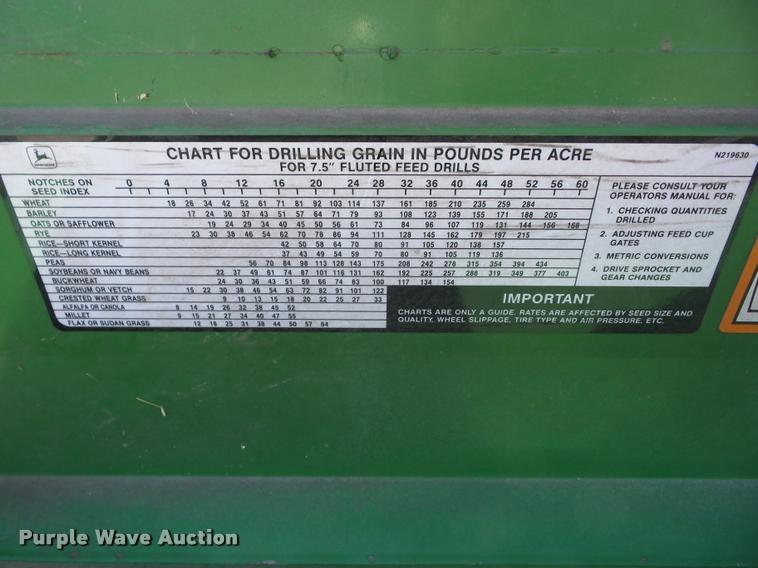 JOHN DEERE
CHART FOR DRILLING GRAIN IN POUNDS PER ACRE
FOR 7.5" FLUTED FEED DRILLS
N219630
NOTCHES ON SEED INDEX 0 4 8 12 16 20 24 28 32 36 40 44 48 52 56 60
WHEAT 18 26 34 42 52 61 71 81 92 103 114 137 161 185 210 235 259 284
BARLEY 17 24 30 37 43 51 57 64 71 79 93 108 123 139 155 171 188 205
OATS OR SAFFLOWER 19 24 29 34 40 45 50 56 61 73 84 96 107 119 131 144 156 168
RYE 23 30 38 46 54 62 70 78 86 94 111 128 145 162 179 197 215
RICE—SHORT KERNEL 42 50 58 64 70 80 91 105 120 138 157
RICE—LONG KERNEL 37 43 49 54 59 70 80 91 105 119 136
PEAS 56 70 84 98 113 128 143 175 208 242 278 315 354 394 434
SOYBEANS OR NAVY BEANS 22 37 49 61 74 87 101 116 131 162 192 225 257 288 319 349 377 403
BUCKWHEAT 24 30 36 43 51 59 66 74 83 100 117 134 154
SORGHUM OR VETCH 15 22 30 38 46 54 63 72 82 91 101 122
CRESTED WHEAT GRASS 9 10 13 15 18 20 22 25 27 33
ALFALFA OR CANOLA 8 14 19 26 32 38 45 52
MILLET 9 15 21 27 34 40 47 55
FLAX OR SUDAN GRASS 12 18 25 31 38 44 50 57 64
PLEASE CONSULT YOUR
OPERATORS MANUAL FOR:
1. CHECKING QUANTITIES
DRILLED
2. ADJUSTING FEED CUP
GATES
3. METRIC CONVERSIONS
4. DRIVE SPROCKET AND
GEAR CHANGES
IMPORTANT
CHARTS ARE ONLY A GUIDE. RATES ARE AFFECTED BY SEED SIZE AND
QUALITY, WHEEL SLIPPAGE, TIRE TYPE AND AIR PRESSURE, ETC.
Purple Wave Auction
Purple Wave Auction